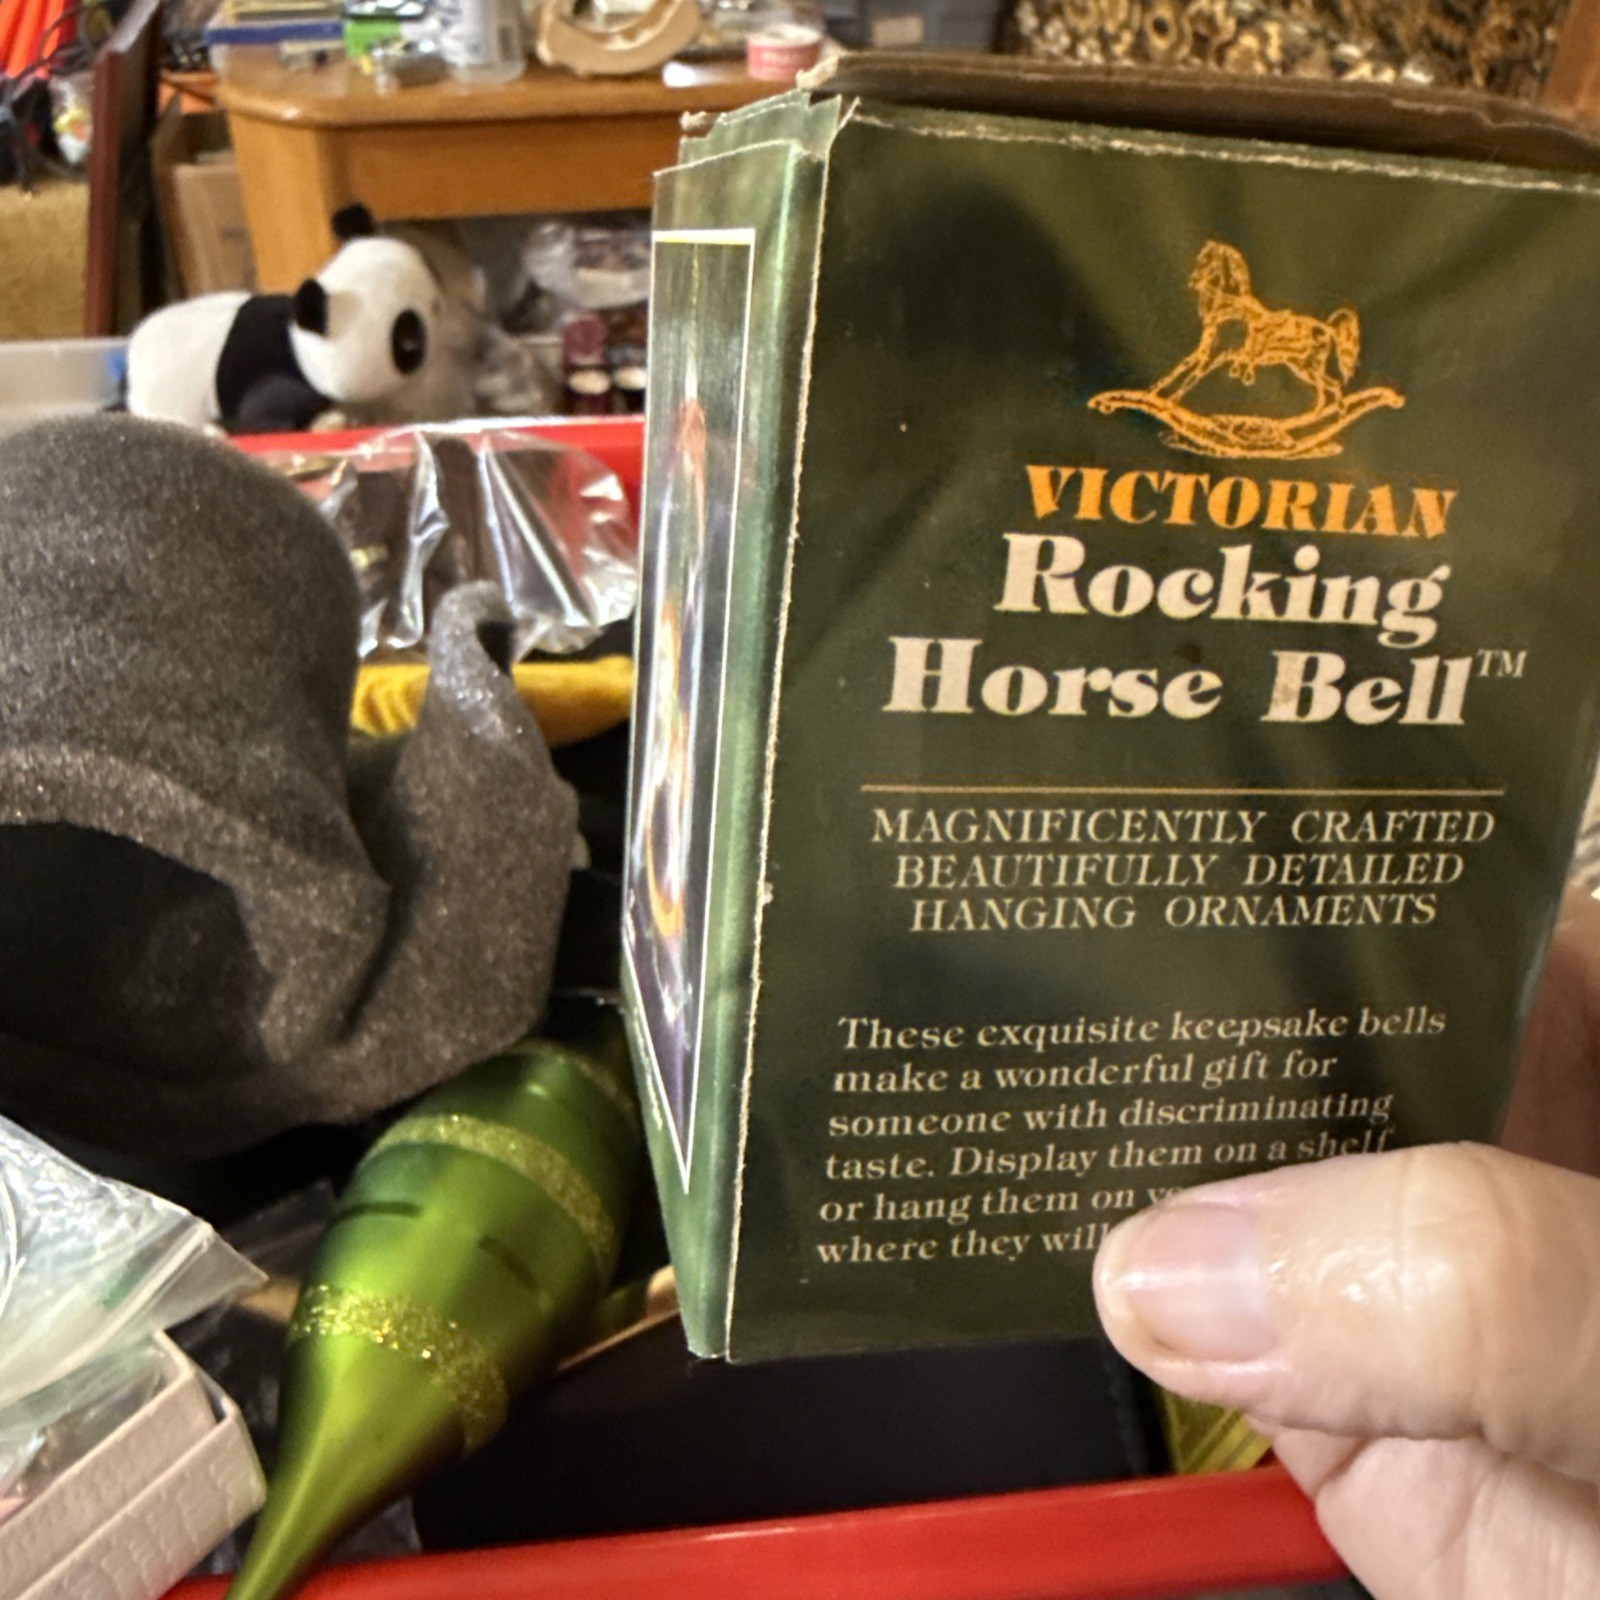 VICTORIAN
Rocking
Horse Bell™
MAGNIFICENTLY CRAFTED
BEAUTIFULLY DETAILED
HANGING ORNAMENTS
These exquisite keepsake bells
make a wonderful gift for
someone with discriminating
taste. Display them on a shelf
or hang them on
where they will